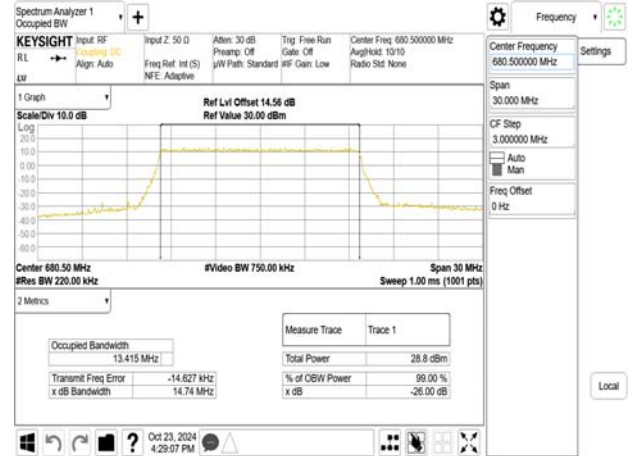 Spectrum Analyzer 1
Occupied BW
Frequency
KEYSIGHT
Input: RF
Coupling: DC
Align: Auto
Input Z: 50 Ω
Freq Ref: Int (S)
NFE: Adaptive
Atten: 30 dB
Preamp: Off
µW Path: Standard
Trig: Free Run
Gate: Off
#IF Gain: Low
Center Freq: 680.500000 MHz
Avg|Hold: 10/10
Radio Std: None
RL
Center Frequency
680.500000 MHz
Settings
Span
30.000 MHz
CF Step
3.000000 MHz
Auto
Man
Freq Offset
0 Hz
1 Graph
Scale/Div 10.0 dB
Ref Lvl Offset 14.56 dB
Ref Value 30.00 dBm
Log
20.0
10.0
0.00
-10.0
-20.0
-30.0
-40.0
-50.0
-60.0
Center 680.50 MHz
#Video BW 750.00 kHz
Span 30 MHz
#Res BW 220.00 kHz
Sweep 1.00 ms (1001 pts)
2 Metrics
Measure Trace
Trace 1
Occupied Bandwidth
13.415 MHz
Total Power
28.8 dBm
Transmit Freq Error
-14.627 kHz
% of OBW Power
99.00 %
x dB Bandwidth
14.74 MHz
x dB
-26.00 dB
Local
?
Oct 23, 2024
4:29:07 PM